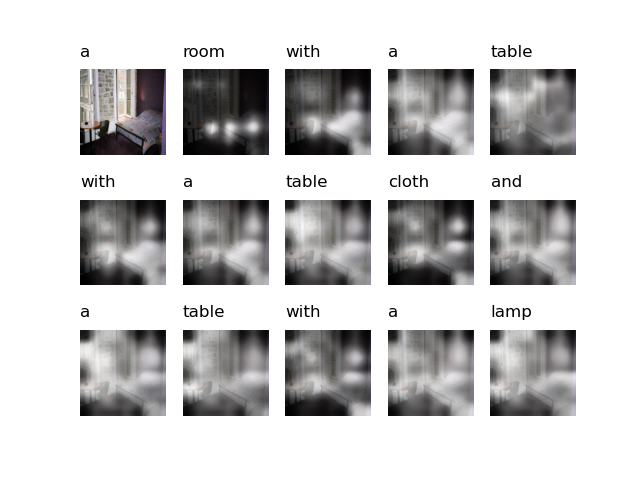 a room with a table
with a table cloth and
a table with a lamp